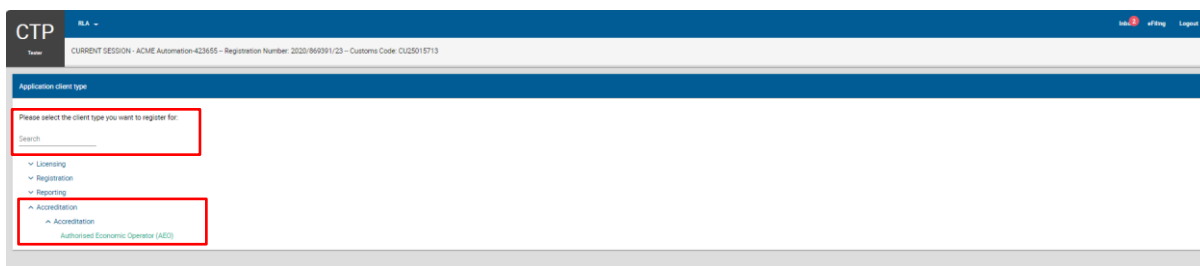 CTP
Tester
RLA
Inbox 2 eFiling Logout
CURRENT SESSION - ACME Automation-423655 -- Registration Number: 2020/869391/23 -- Customs Code: CU25015713
Application client type
Please select the client type you want to register for:
Search
Licensing
Registration
Reporting
Accreditation
Accreditation
Authorised Economic Operator (AEO)